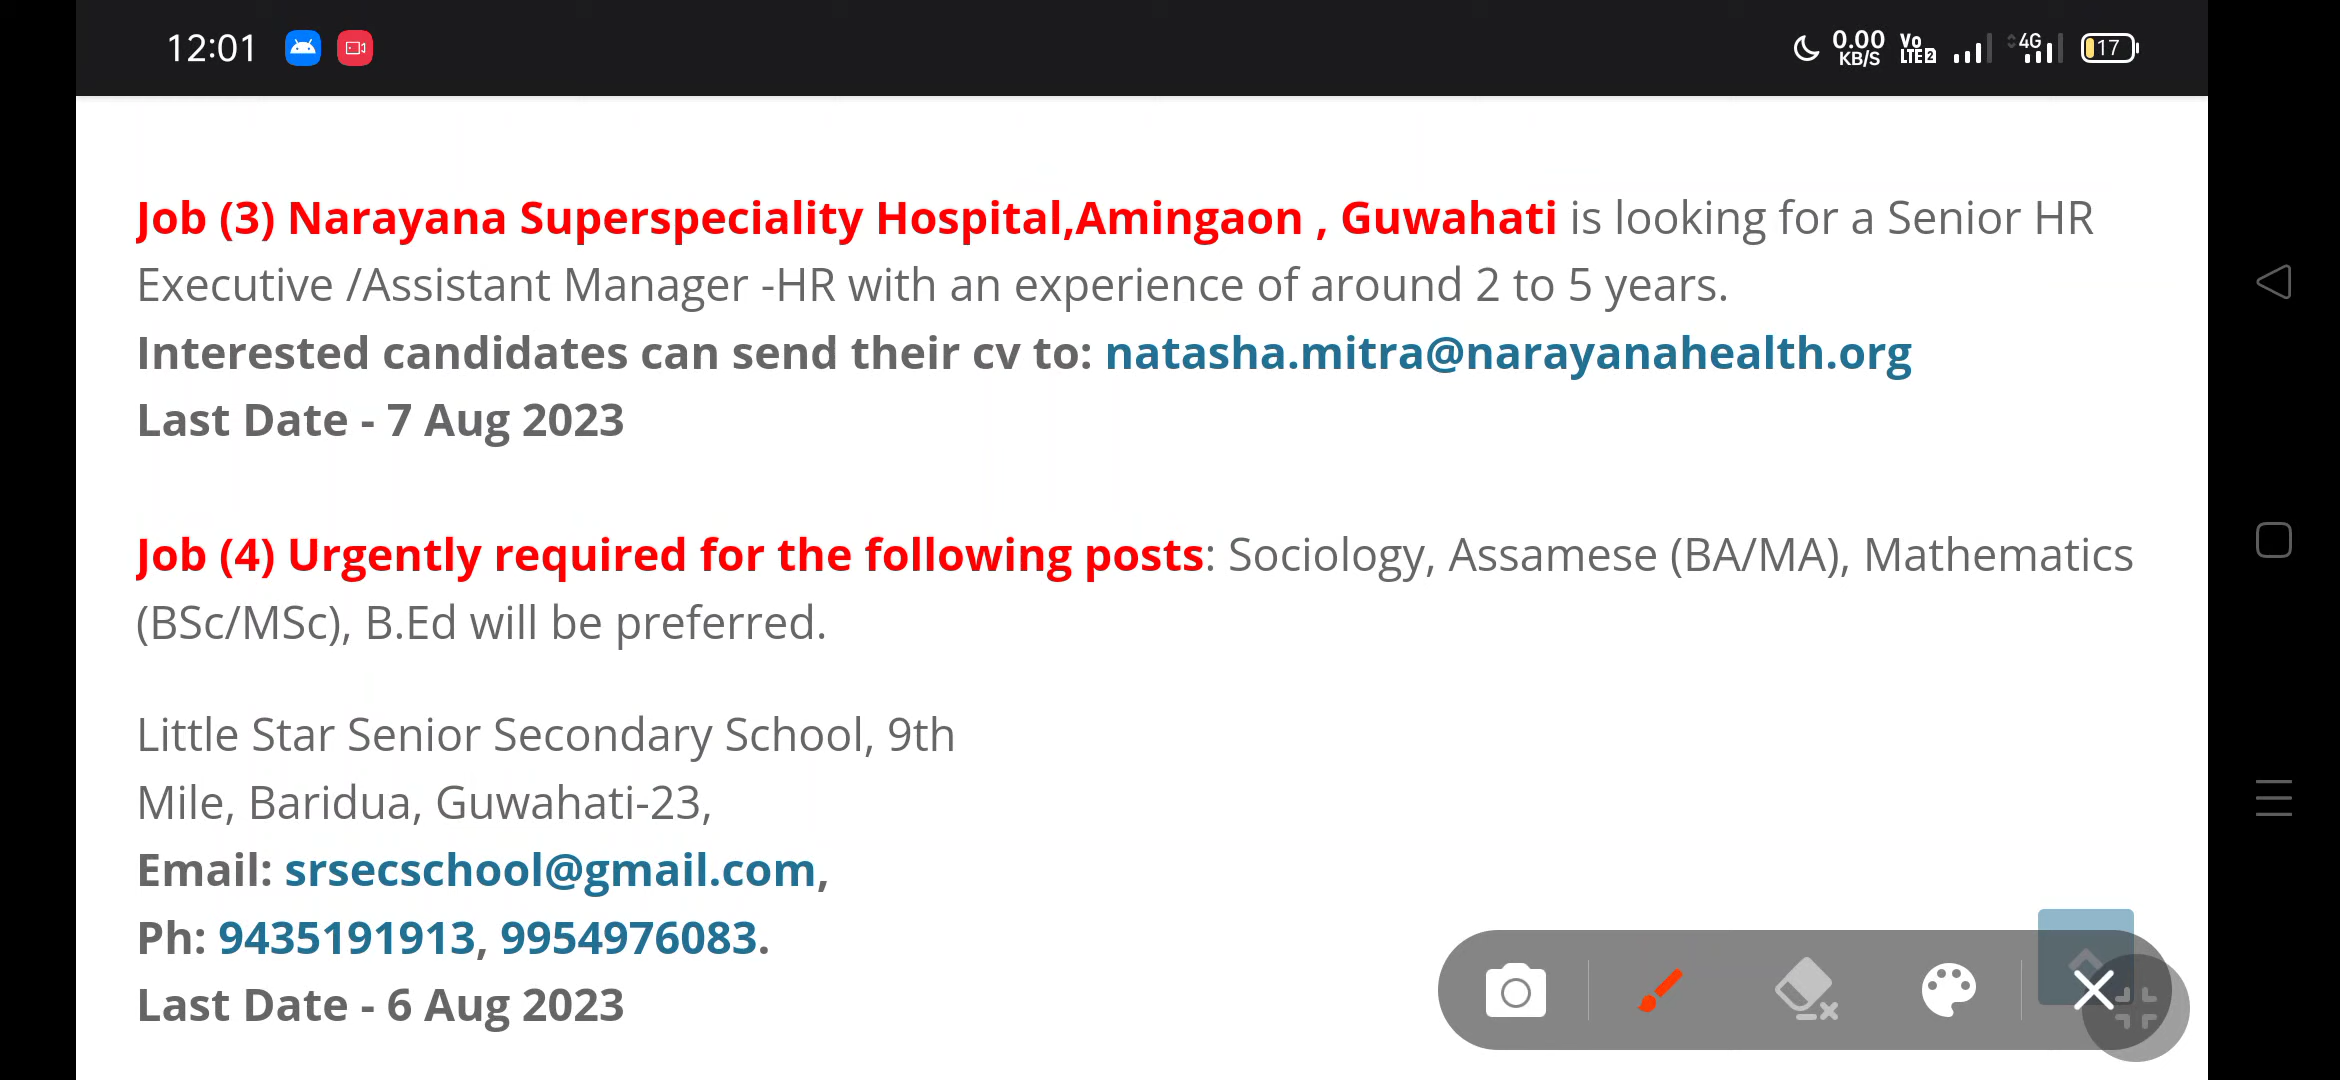 12:01 0.00 KB/S Vo LTE 2 4G 17
Job (3) Narayana Superspeciality Hospital,Amingaon , Guwahati is looking for a Senior HR
Executive /Assistant Manager -HR with an experience of around 2 to 5 years.
Interested candidates can send their cv to: natasha.mitra@narayanahealth.org
Last Date - 7 Aug 2023
Job (4) Urgently required for the following posts: Sociology, Assamese (BA/MA), Mathematics
(BSc/MSc), B.Ed will be preferred.
Little Star Senior Secondary School, 9th
Mile, Baridua, Guwahati-23,
Email: srsecschool@gmail.com,
Ph: 9435191913, 9954976083.
Last Date - 6 Aug 2023